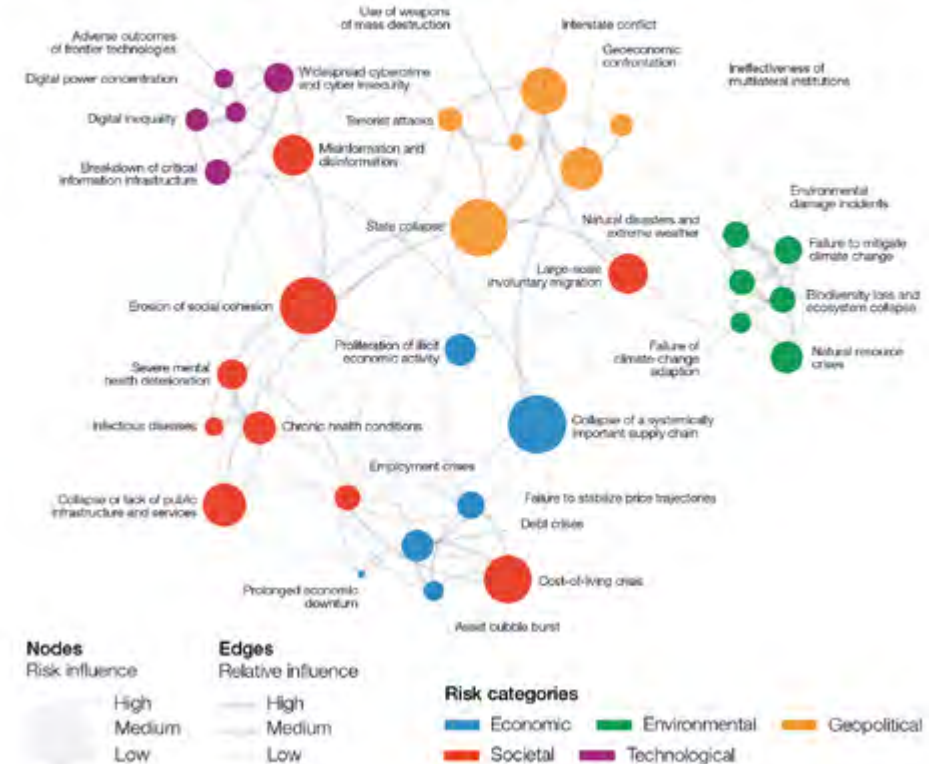 Use of weapons
of mass destruction
Interstate conflict
Adverse outcomes
of frontier technologies
Geoeconomic
confrontation
Digital power concentration
Widespread cybercrime
and cyber insecurity
Ineffectiveness of
multilateral institutions
Digital inequality
Terrorist attacks
Misinformation and
disinformation
Breakdown of critical
information infrastructure
Environmental
damage incidents
State collapse
Natural disasters and
extreme weather
Failure to mitigate
climate change
Large-scale
involuntary migration
Erosion of social cohesion
Biodiversity loss and
ecosystem collapse
Proliferation of illicit
economic activity
Failure of
climate-change
adaption
Natural resource
crises
Severe mental
health deterioration
Infectious diseases
Chronic health conditions
Collapse of a systemically
important supply chain
Employment crises
Collapse or lack of public
infrastructure and services
Failure to stabilize price trajectories
Debt crises
Prolonged economic
downturn
Cost-of-living crisis
Asset bubble burst
Nodes
Risk influence
High
Medium
Low
Edges
Relative influence
High
Medium
Low
Risk categories
Economic
Environmental
Geopolitical
Societal
Technological